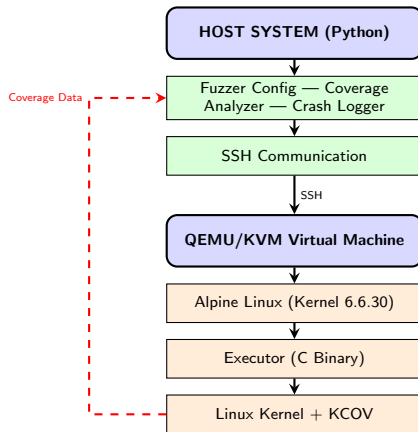 HOST SYSTEM (Python)
Coverage Data
Fuzzer Config — Coverage
Analyzer — Crash Logger
SSH Communication
SSH
QEMU/KVM Virtual Machine
Alpine Linux (Kernel 6.6.30)
Executor (C Binary)
Linux Kernel + KCOV